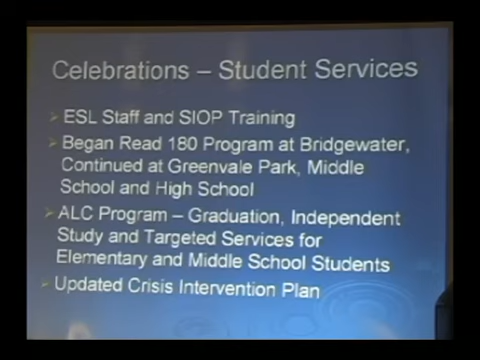 Celebrations – Student Services
ESL Staff and SIOP Training
Began Read 180 Program at Bridgewater,
Continued at Greenvale Park, Middle
School and High School
ALC Program – Graduation, Independent
Study and Targeted Services for
Elementary and Middle School Students
Updated Crisis Intervention Plan